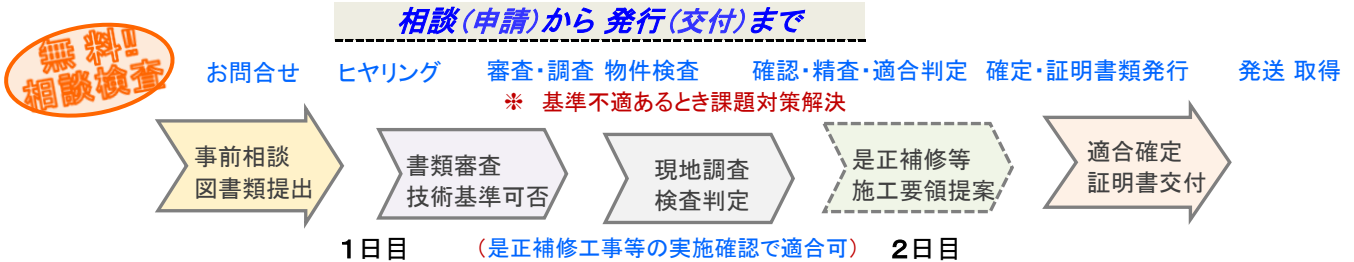 相談(申請)から 発行(交付)まで
無料!!
相談検査
お問合せ ヒヤリング 審査・調査 物件検査 確認・精査・適合判定 確定・証明書類発行 発送 取得
※ 基準不適あるとき課題対策解決
事前相談
図書類提出
書類審査
技術基準可否
現地調査
検査判定
是正補修等
施工要領提案
適合確定
証明書交付
1日目 (是正補修工事等の実施確認で適合可) 2日目